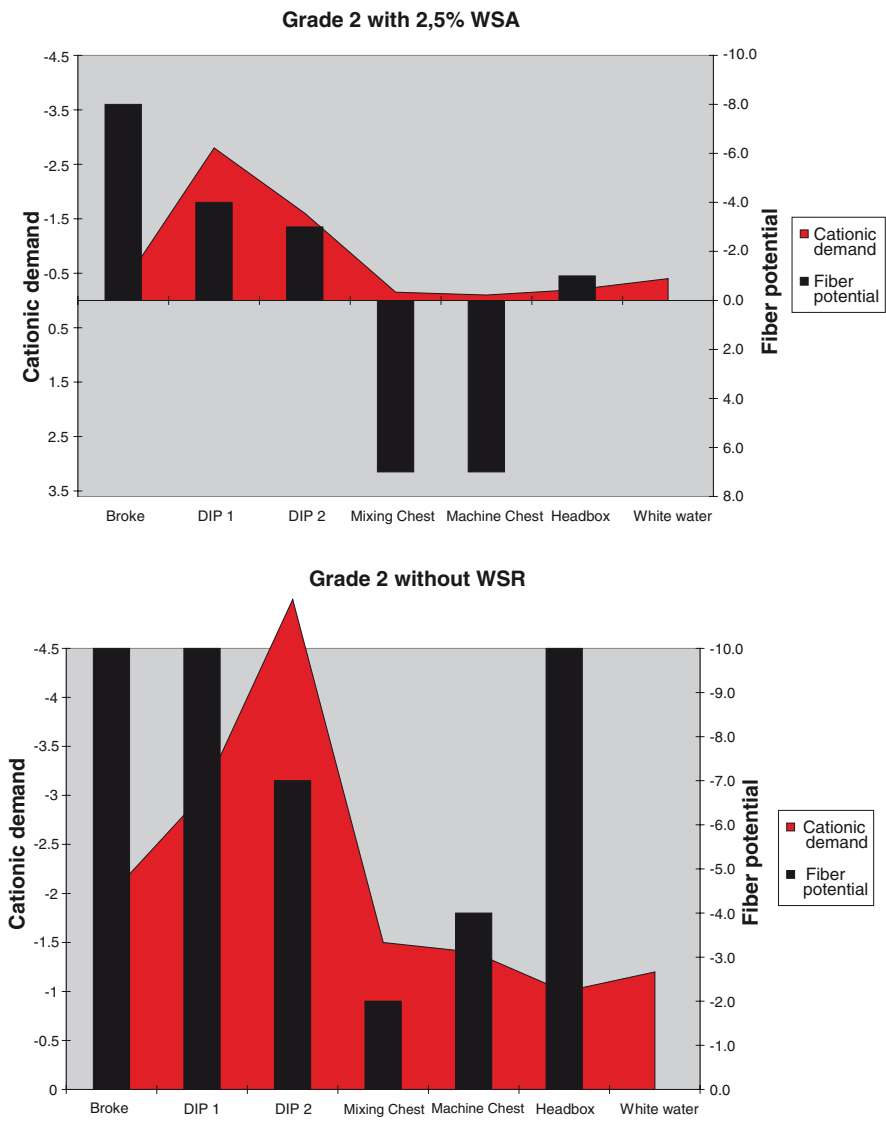 Grade 2 with 2,5% WSA
-4.5
-3.5
-2.5
-1.5
-0.5
0.5
1.5
2.5
3.5
Cationic demand
-10.0
-8.0
-6.0
-4.0
-2.0
0.0
2.0
4.0
6.0
8.0
Fiber potential
Cationic
demand
Fiber
potential
Broke DIP 1 DIP 2 Mixing Chest Machine Chest Headbox White water
Grade 2 without WSR
-4.5
-4
-3.5
-3
-2.5
-2
-1.5
-1
-0.5
0
Cationic demand
-10.0
-9.0
-8.0
-7.0
-6.0
-5.0
-4.0
-3.0
-2.0
-1.0
0.0
Fiber potential
Cationic
demand
Fiber
potential
Broke DIP 1 DIP 2 Mixing Chest Machine Chest Headbox White water